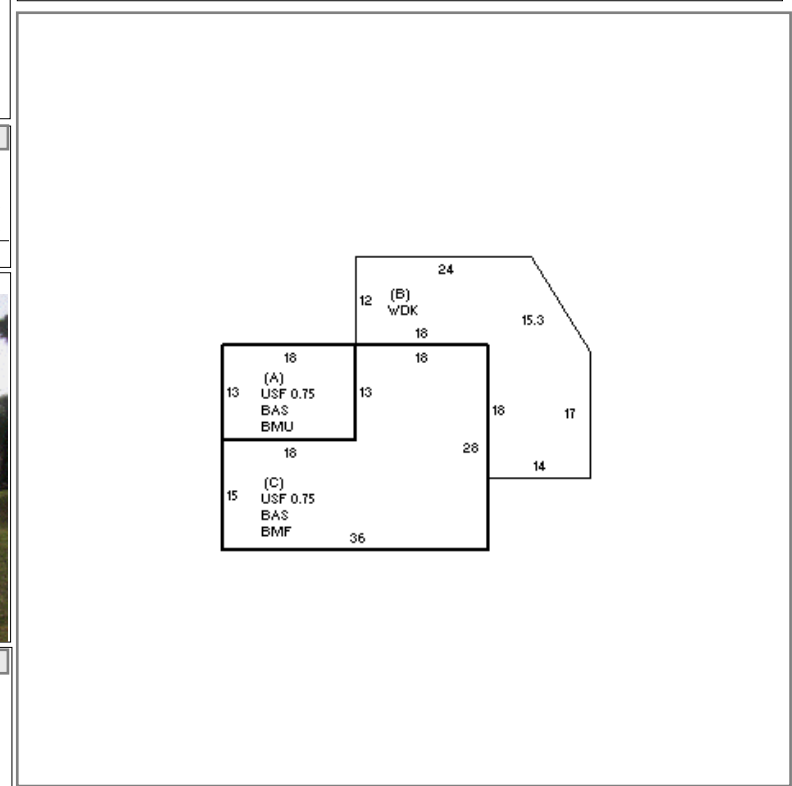 24
12
(B)
WDK
15.3
18
18 18
(A)
13 USF 0.75 13
BAS
BMU
18 17
18 28
14
(C)
15 USF 0.75
BAS
BMF
36